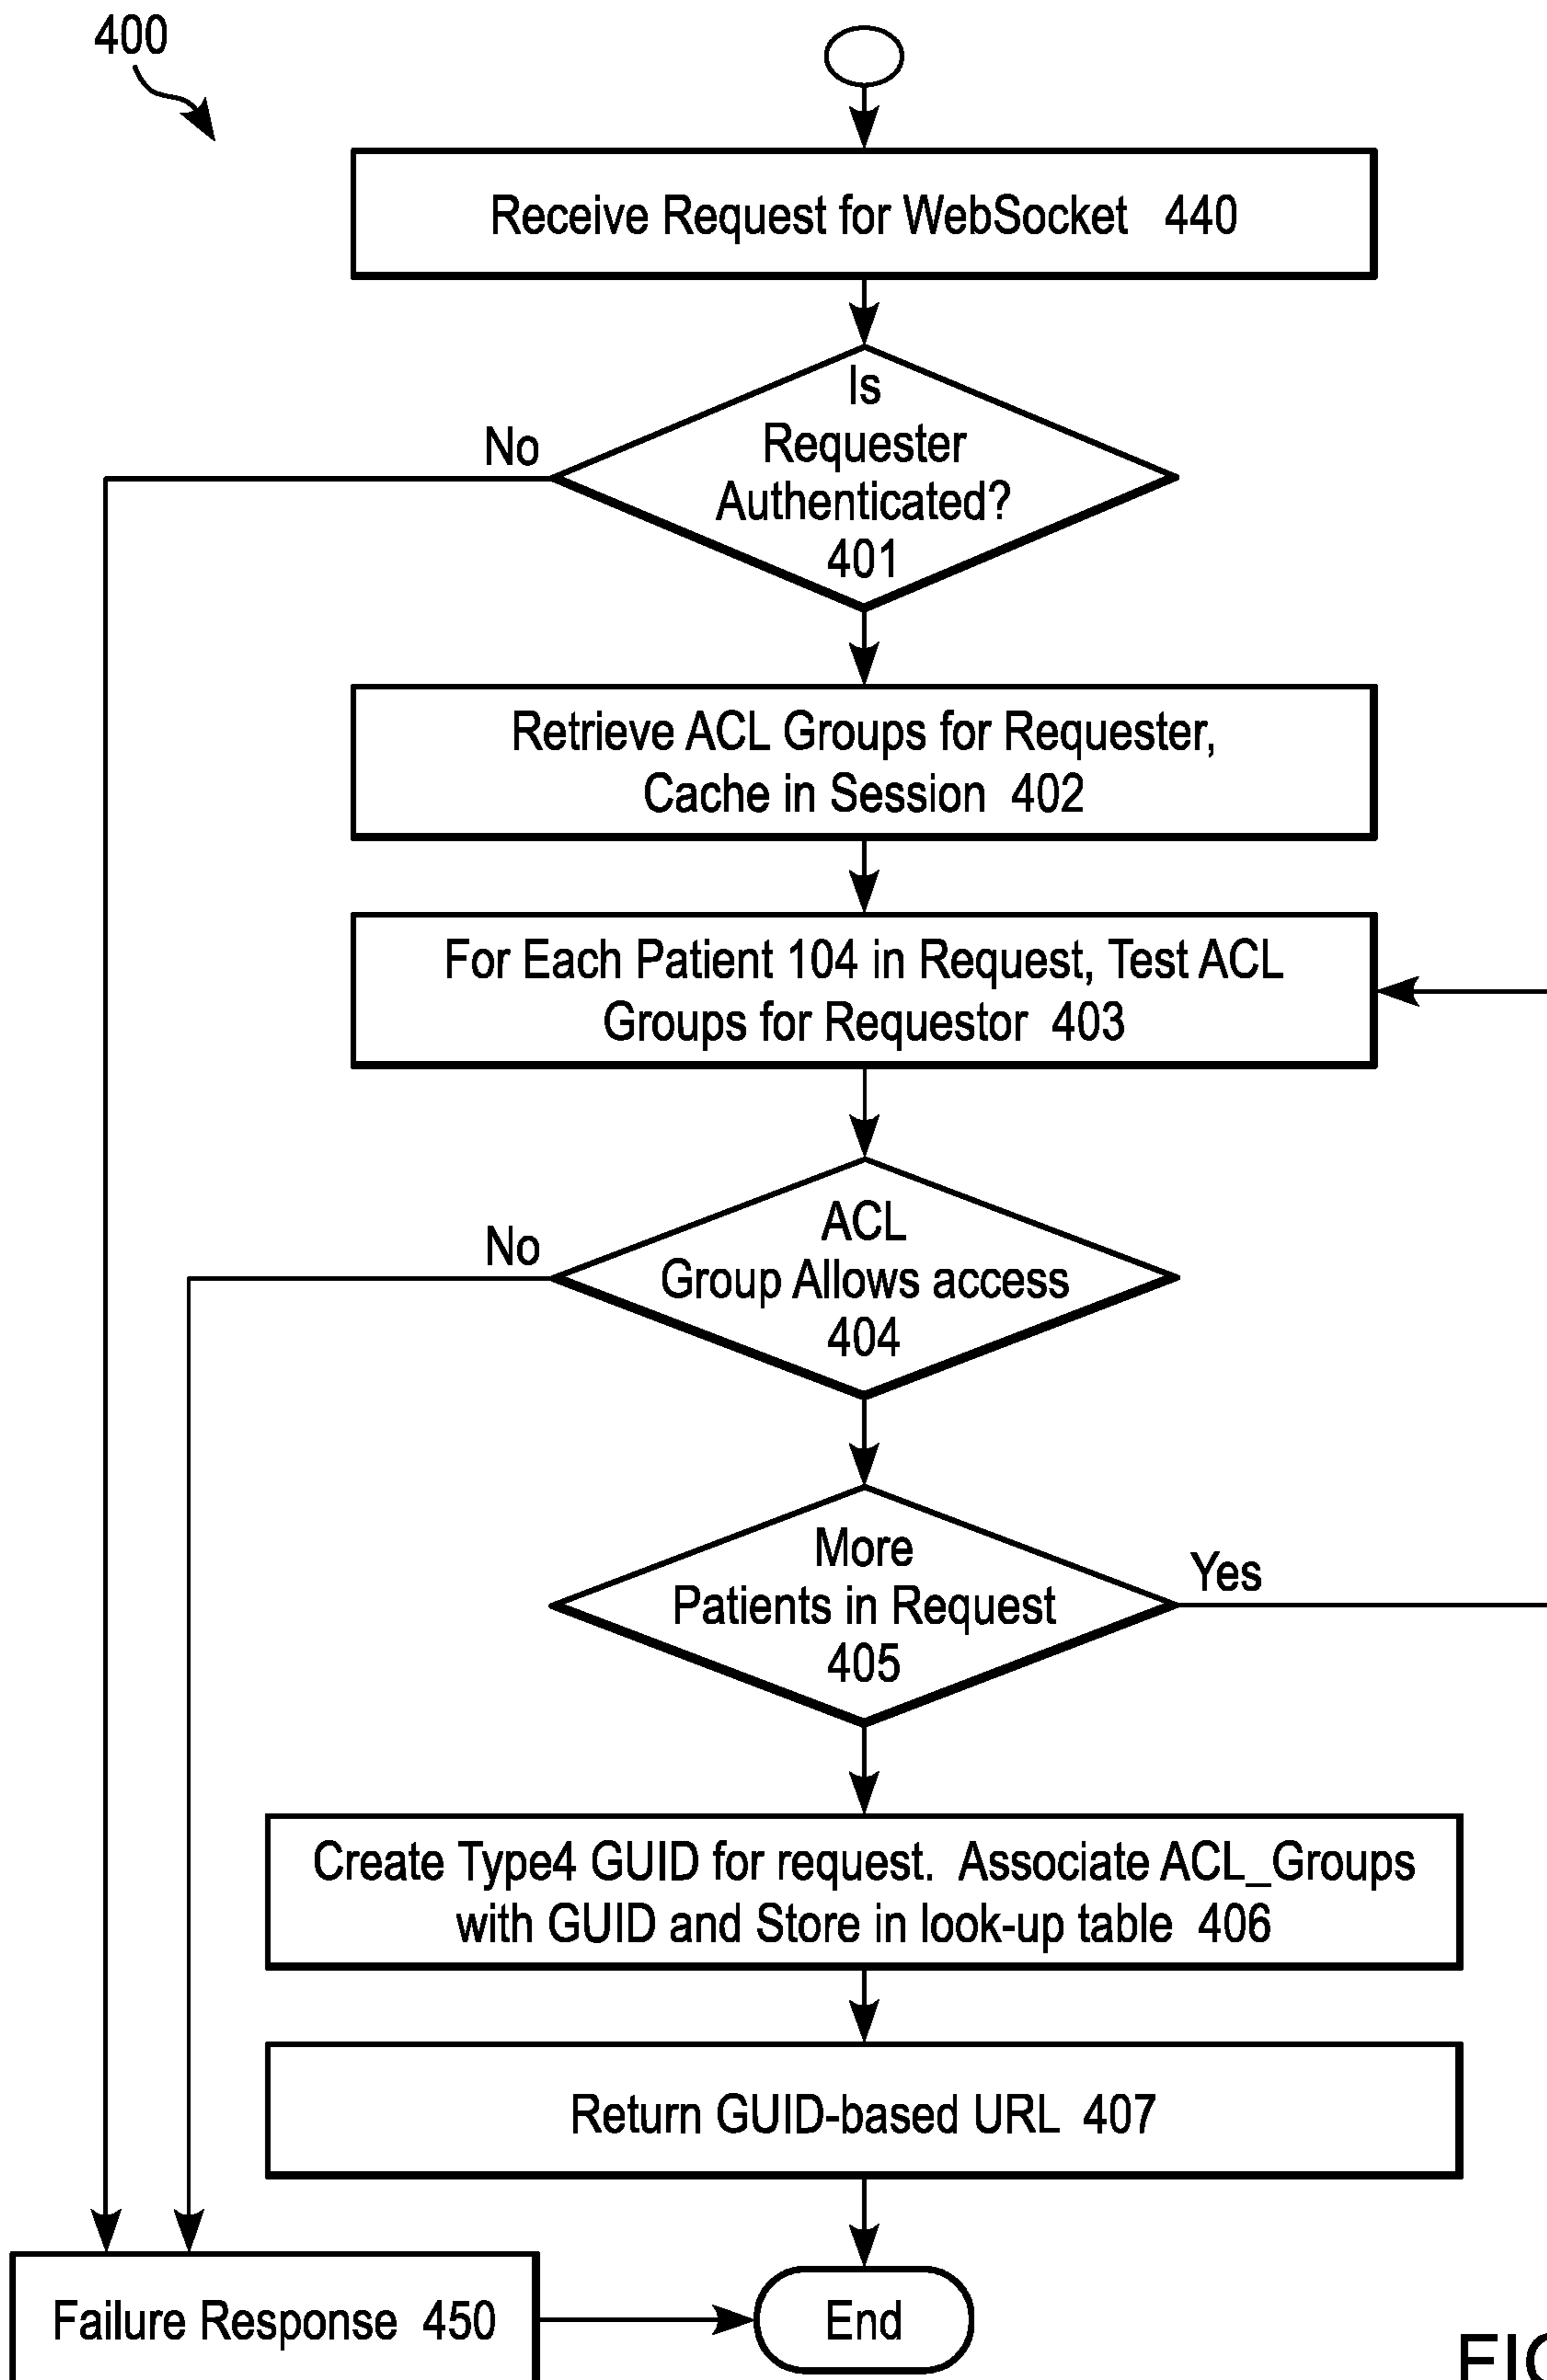 400
Receive Request for WebSocket 440
Is
Requester
Authenticated?
401
No
Retrieve ACL Groups for Requester,
Cache in Session 402
For Each Patient 104 in Request, Test ACL
Groups for Requestor 403
ACL
Group Allows access
404
No
More
Patients in Request
405
Yes
Create Type4 GUID for request. Associate ACL_Groups
with GUID and Store in look-up table 406
Return GUID-based URL 407
Failure Response 450
End